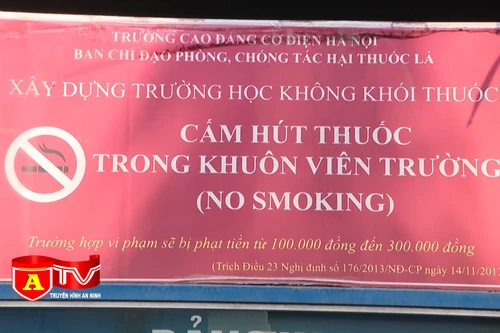 TRƯỜNG CAO ĐẲNG CƠ ĐIỆN HÀ NỘI
BAN CHỈ ĐẠO PHÒNG, CHỐNG TÁC HẠI THUỐC LÁ
XÂY DỰNG TRƯỜNG HỌC KHÔNG KHÓI THUỐC
CẤM HÚT THUỐC
TRONG KHUÔN VIÊN TRƯỜNG
(NO SMOKING)
Trường hợp vi phạm sẽ bị phạt tiền từ 100.000 đồng đến 300.000 đồng
(Trích Điều 23 Nghị định số 176/2013/NĐ-CP ngày 14/11/201
ATV
TRUYỀN HÌNH AN NINH